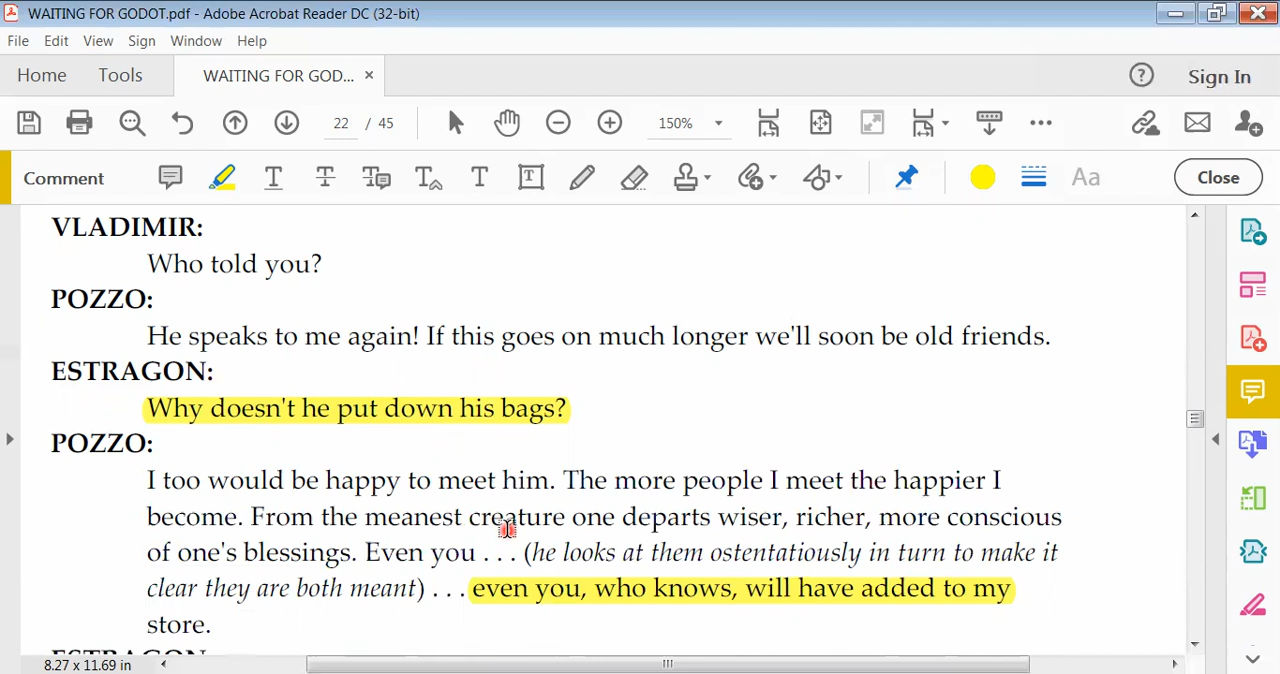 WAITING FOR GODOT.pdf - Adobe Acrobat Reader DC (32-bit)
File Edit View Sign Window Help
Home Tools WAITING FOR GOD... × ? Sign In
22 / 45 150%
Comment T T T T T Aa Close
VLADIMIR:
Who told you?
POZZO:
He speaks to me again! If this goes on much longer we'll soon be old friends.
ESTRAGON:
Why doesn't he put down his bags?
POZZO:
I too would be happy to meet him. The more people I meet the happier I
become. From the meanest creature one departs wiser, richer, more conscious
of one's blessings. Even you . . . (he looks at them ostentatiously in turn to make it
clear they are both meant) . . . even you, who knows, will have added to my
store.
ESTRAGON
8.27 x 11.69 in